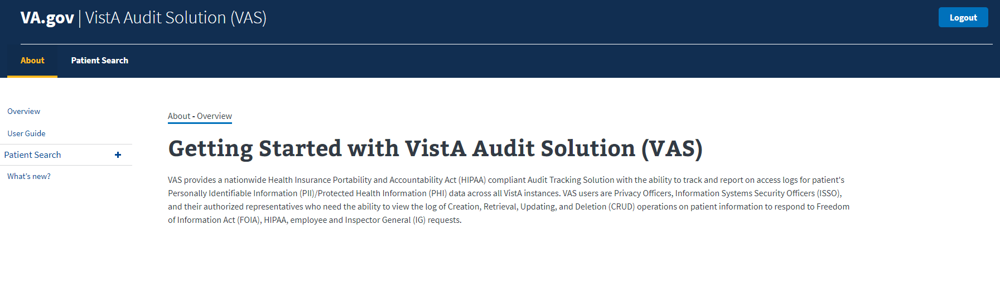 VA.gov | VistA Audit Solution (VAS)
Logout
About
Patient Search
Overview
User Guide
Patient Search +
What’s new?
About - Overview
Getting Started with VistA Audit Solution (VAS)
VAS provides a nationwide Health Insurance Portability and Accountability Act (HIPAA) compliant Audit Tracking Solution with the ability to track and report on access logs for patient's
Personally Identifiable Information (PII)/Protected Health Information (PHI) data across all VistA instances. VAS users are Privacy Officers, Information Systems Security Officers (ISSO),
and their authorized representatives who need the ability to view the log of Creation, Retrieval, Updating, and Deletion (CRUD) operations on patient information to respond to Freedom
of Information Act (FOIA), HIPAA, employee and Inspector General (IG) requests.